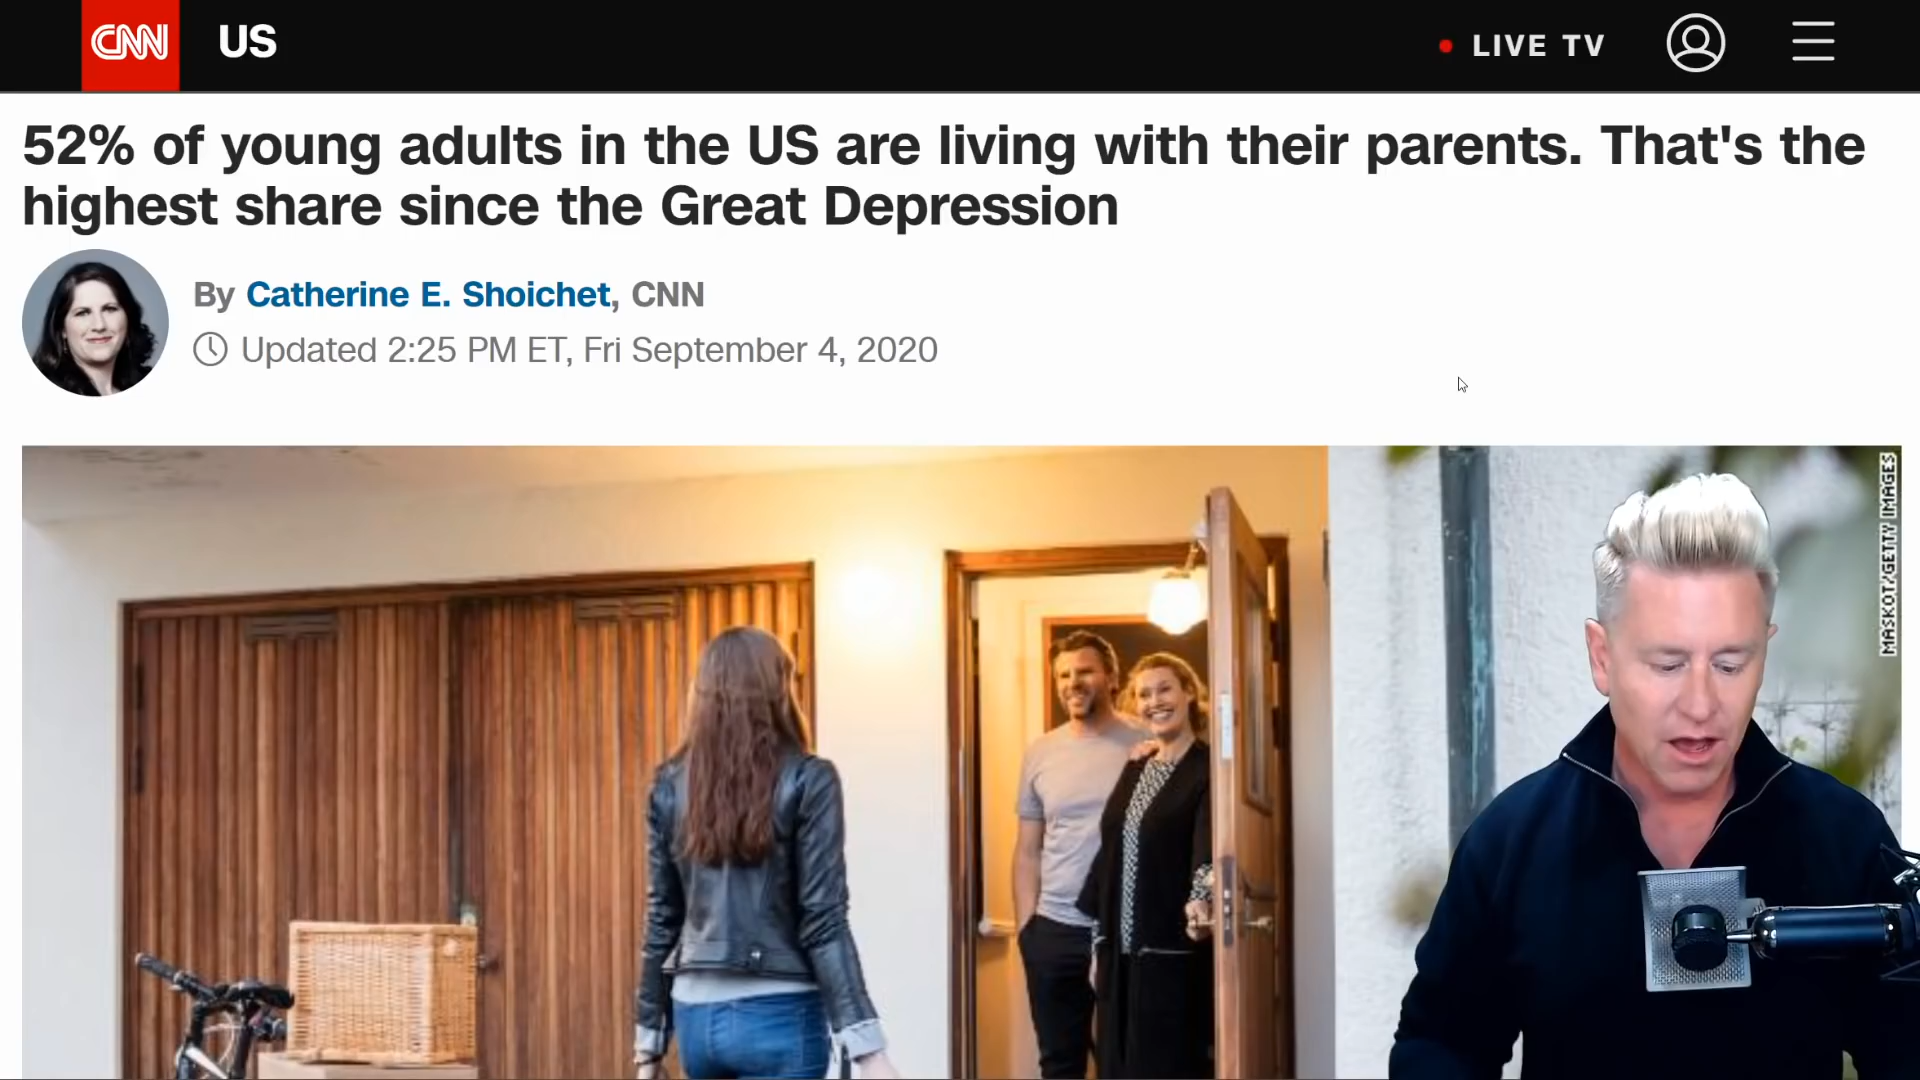 CNN US
LIVE TV
52% of young adults in the US are living with their parents. That's the
highest share since the Great Depression
By Catherine E. Shoichet, CNN
Updated 2:25 PM ET, Fri September 4, 2020
MASKOT/GETTY IMAGES